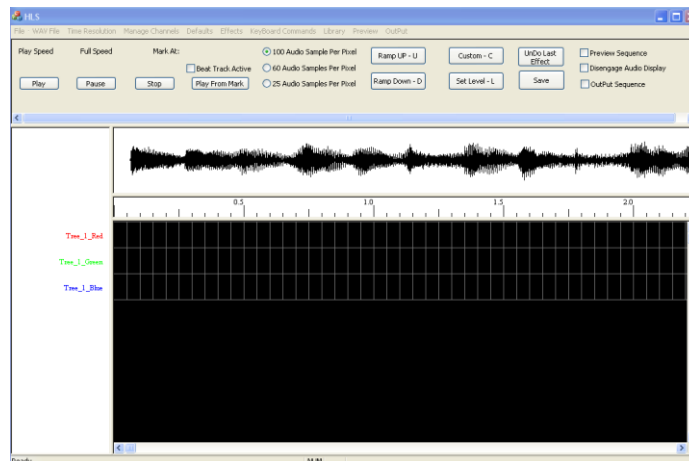 HLS
File WAV File Time Resolution Manage Channels Defaults Effects KeyBoard Commands Library Preview OutPut
Play Speed Full Speed Mark At: 100 Audio Sample Per Pixel Ramp UP - U Custom - C UnDo Last Effect Preview Sequence
Beat Track Active 60 Audio Samples Per Pixel Disengage Audio Display
Play Pause Stop Play From Mark 25 Audio Samples Per Pixel Ramp Down - D Set Level - L Save OutPut Sequence
0.5 1.0 1.5 2.0
Tree_1_Red
Tree_1_Green
Tree_1_Blue